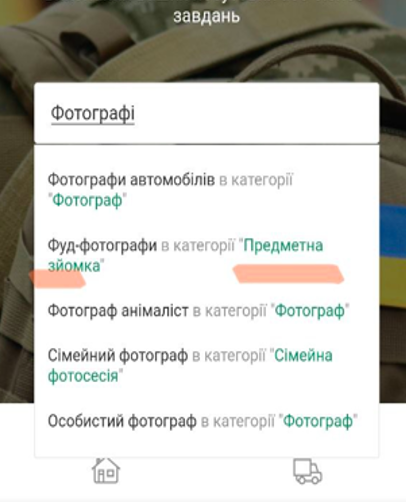 завдань
Фотографі
Фотографи автомобілів в категорії
"Фотограф"
Фуд-фотографи в категорії "Предметна
зйомка"
Фотограф анімаліст в категорії "Фотограф"
Сімейний фотограф в категорії "Сімейна
фотосесія"
Особистий фотограф в категорії "Фотограф"